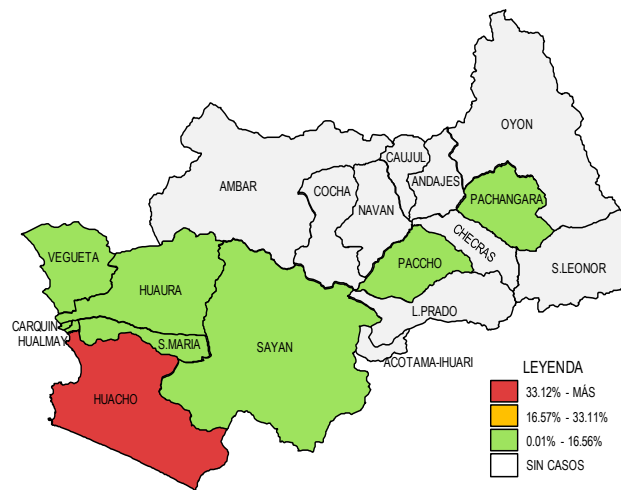 OYON
CAUJUL
ANDAJES
AMBAR
COCHA
NAVAN
PACHANGARA
CHECRAS
VEGUETA
PACCHO
S.LEONOR
HUAURA
L.PRADO
CARQUIN
HUALMAY
S.MARIA
SAYAN
ACOTAMA-IHUARI
HUACHO
LEYENDA
33.12% - MÁS
16.57% - 33.11%
0.01% - 16.56%
SIN CASOS